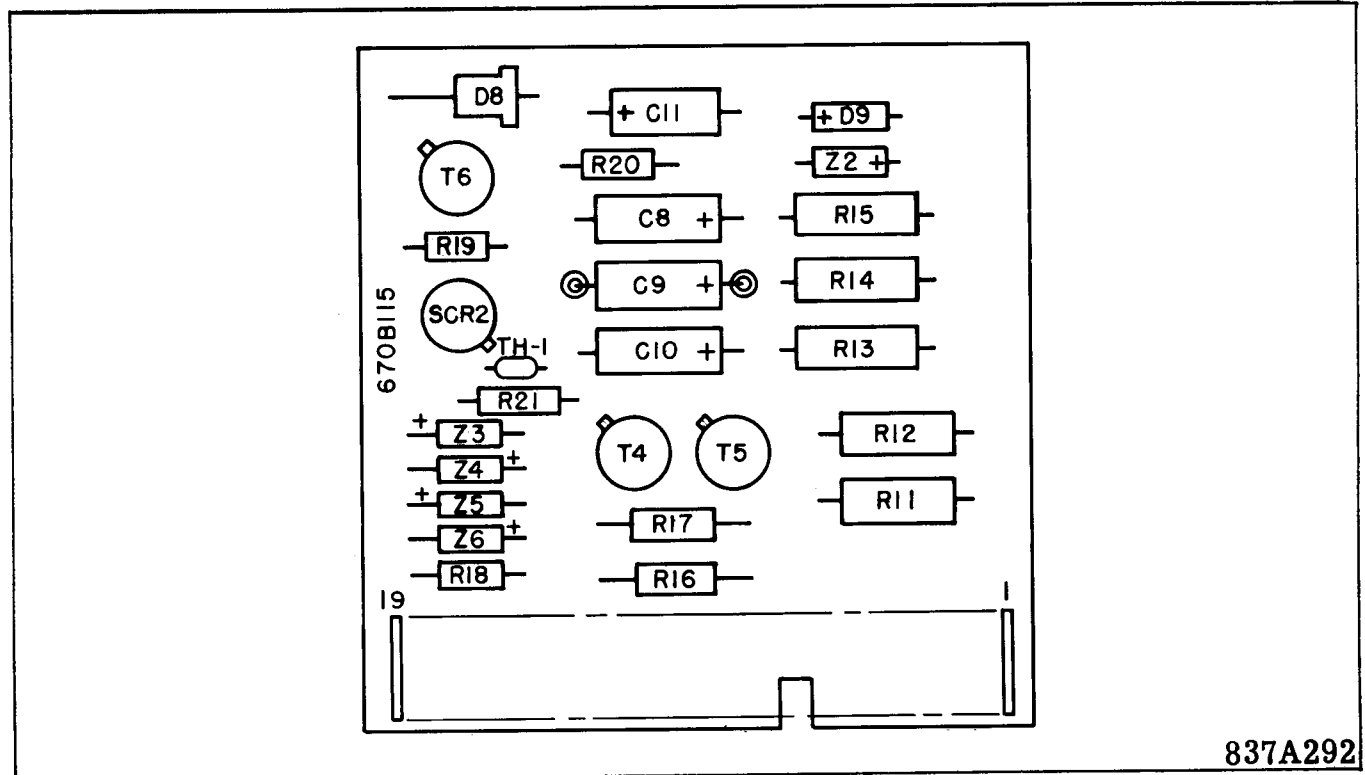 D8
+ C11
+ D9
T6
R20
Z2 +
C8 +
R15
R19
C9 +
R14
SCR2
670B115
TH-1
C10 +
R13
R21
+
Z3
T4
T5
R12
Z4 +
+
Z5
R11
Z6 +
R17
R18
R16
19
1
837A292